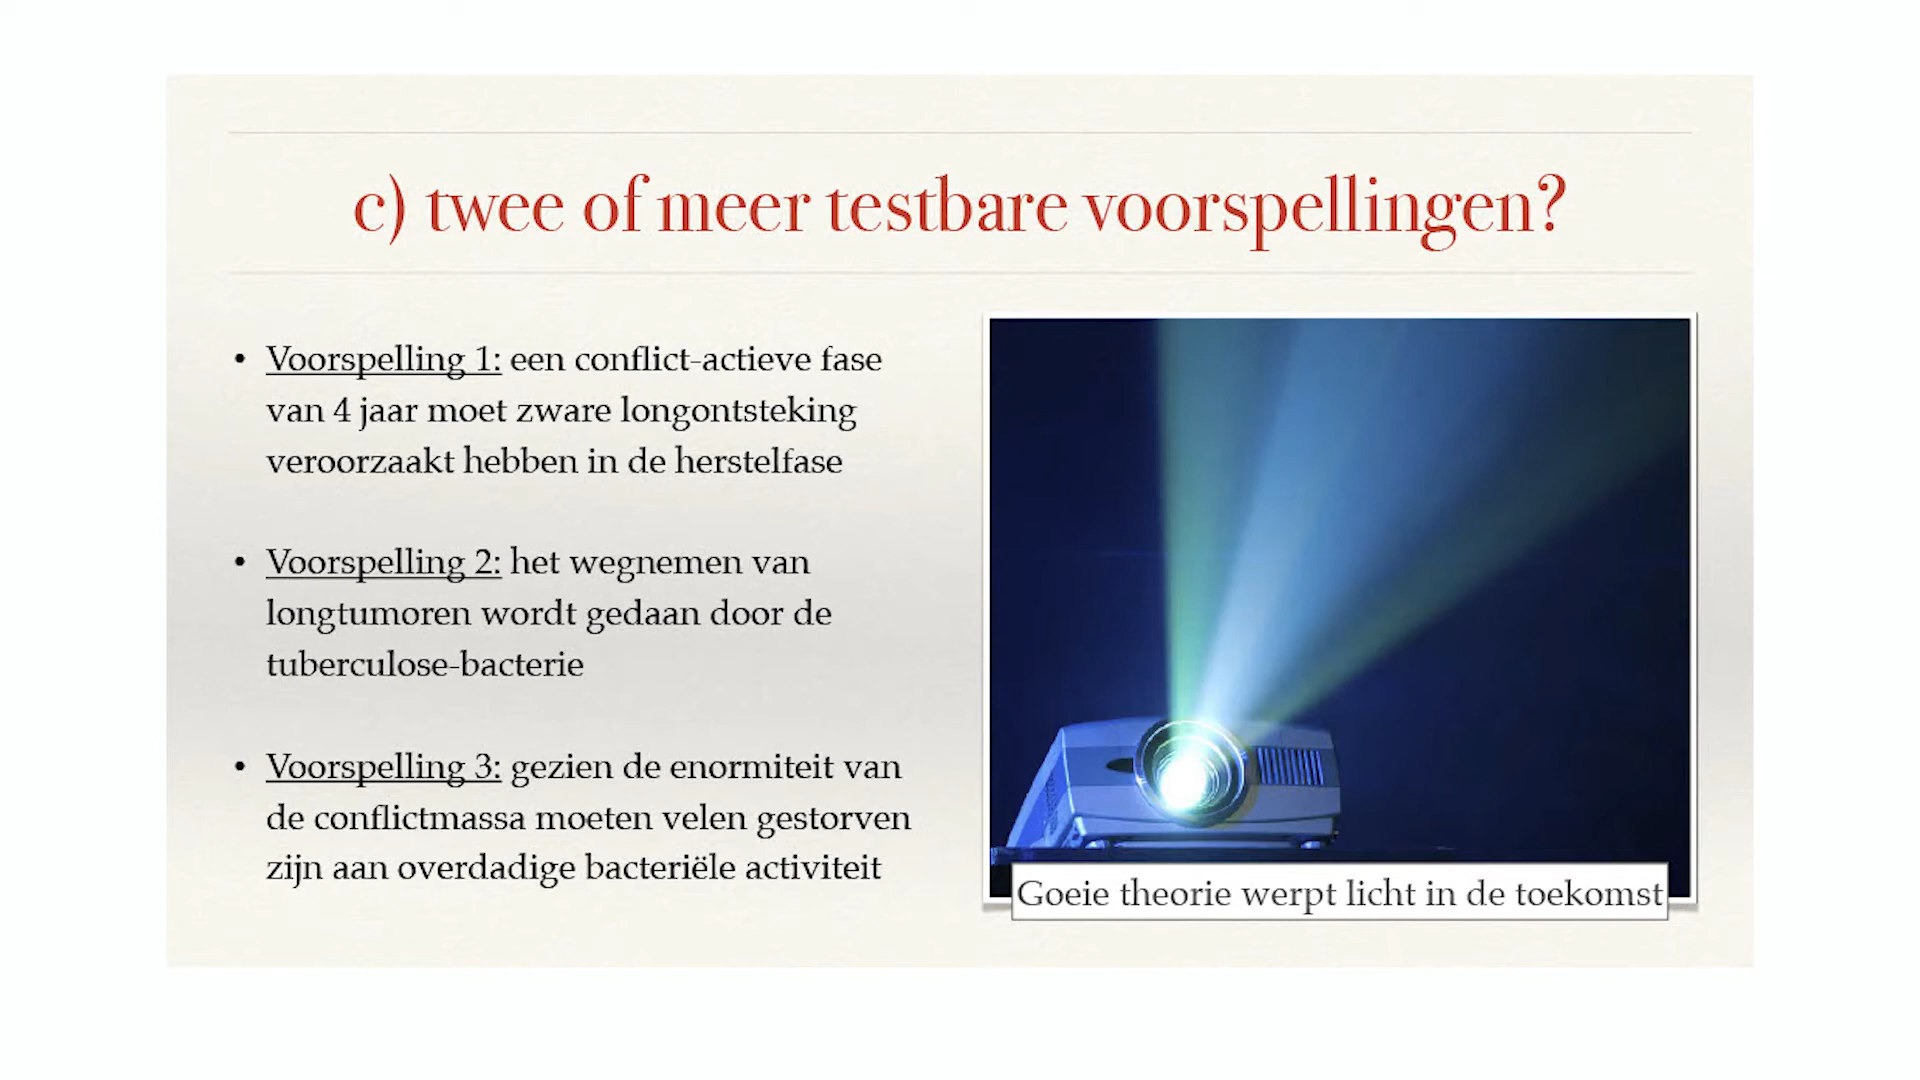 c) twee of meer testbare voorspellingen?
• Voorspelling 1: een conflict-actieve fase
van 4 jaar moet zware longontsteking
veroorzaakt hebben in de herstelfase
• Voorspelling 2: het wegnemen van
longtumoren wordt gedaan door de
tuberculose-bacterie
• Voorspelling 3: gezien de enormiteit van
de conflictmassa moeten velen gestorven
zijn aan overdadige bacteriële activiteit
Goeie theorie werpt licht in de toekomst